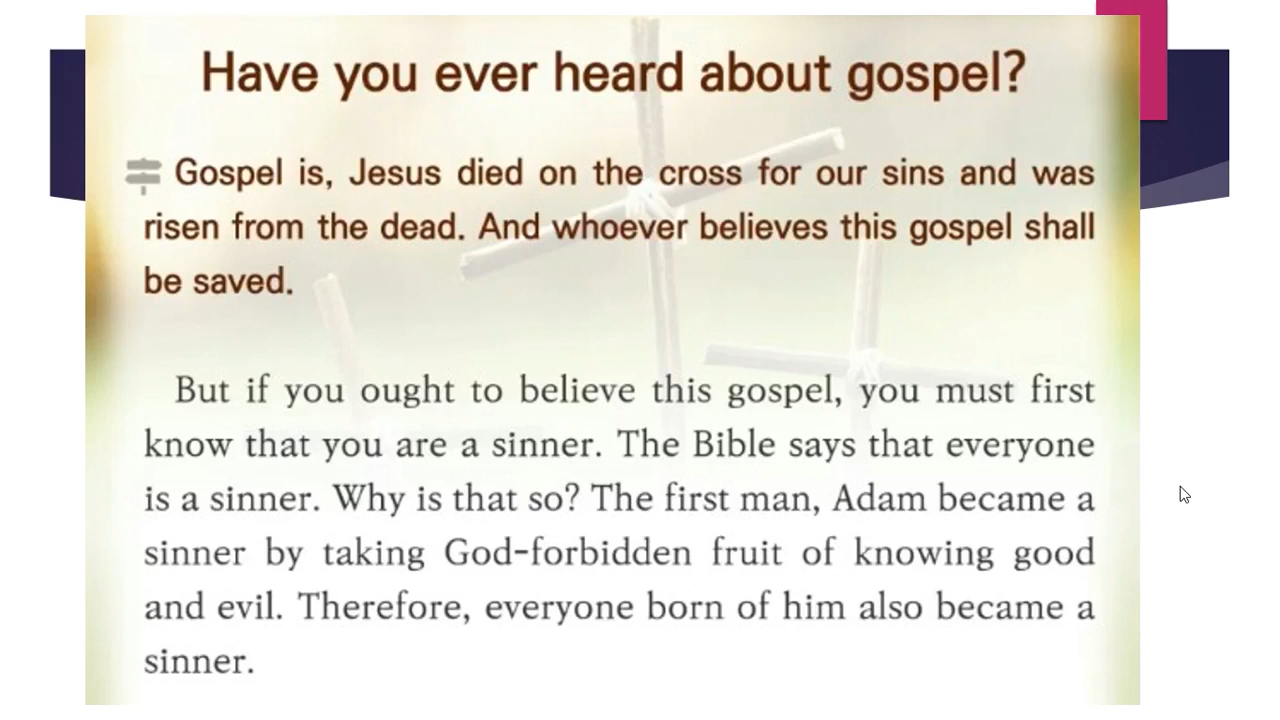 Have you ever heard about gospel?
Gospel is, Jesus died on the cross for our sins and was
risen from the dead. And whoever believes this gospel shall
be saved.
But if you ought to believe this gospel, you must first
know that you are a sinner. The Bible says that everyone
is a sinner. Why is that so? The first man, Adam became a
sinner by taking God-forbidden fruit of knowing good
and evil. Therefore, everyone born of him also became a
sinner.